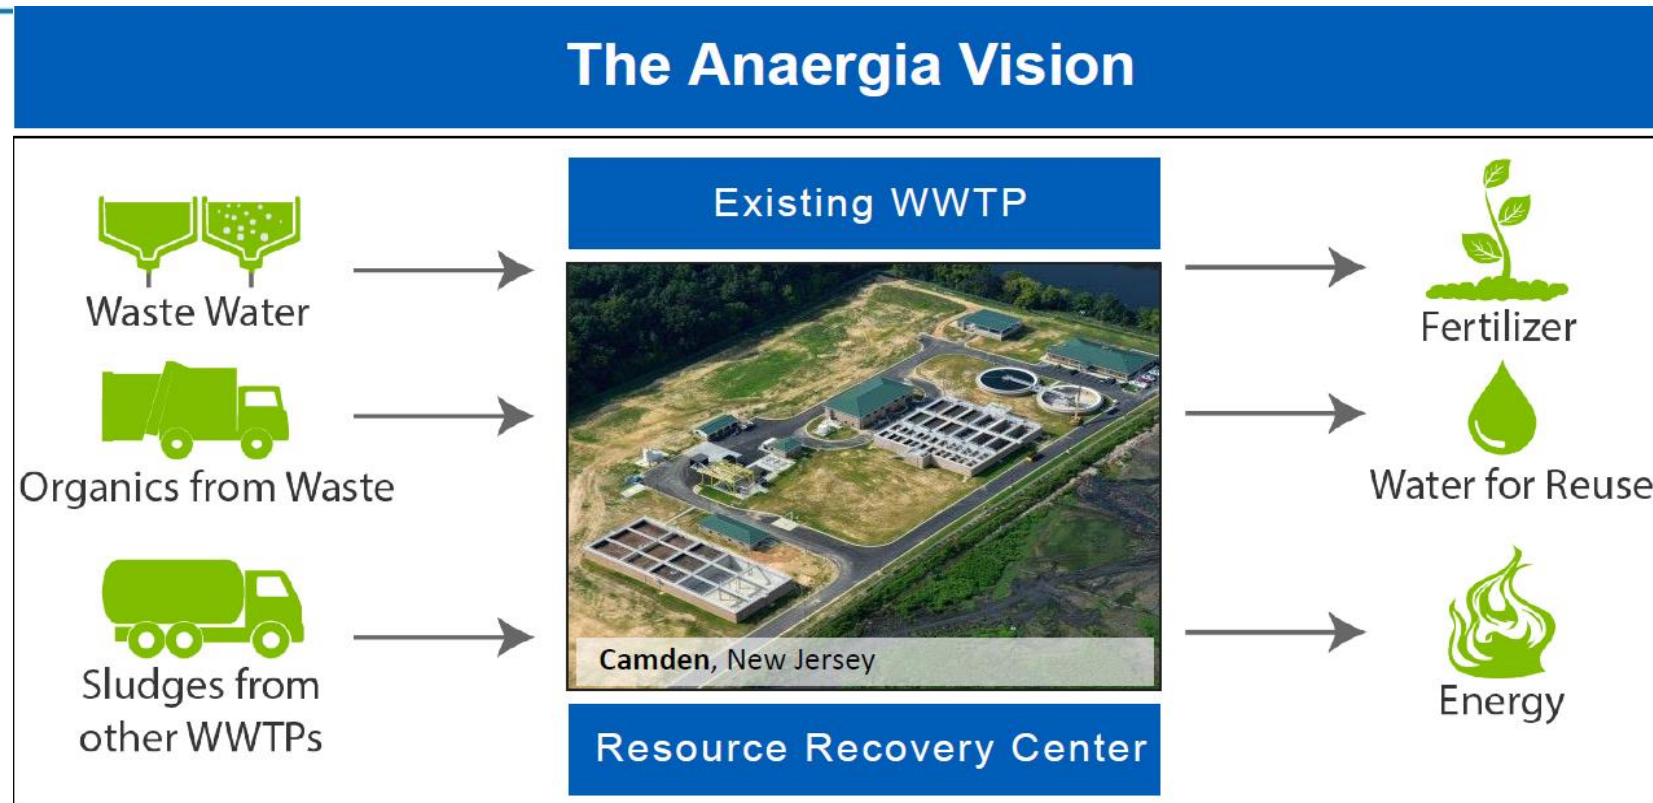 The Anaergia Vision
Waste Water
Organics from Waste
Sludges from
other WWTPs
Existing WWTP
Camden, New Jersey
Resource Recovery Center
Fertilizer
Water for Reuse
Energy